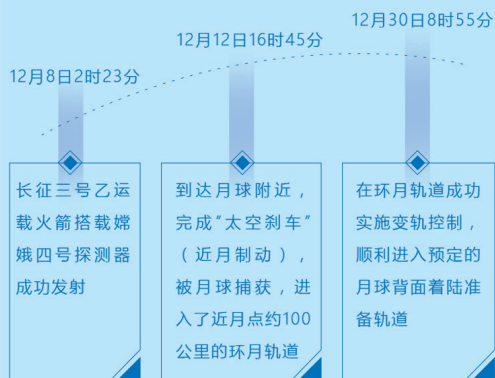 12月8日2时23分
长征三号乙运
载火箭搭载嫦
娥四号探测器
成功发射
12月12日16时45分
到达月球附近，
完成“太空刹车”
（近月制动），
被月球捕获，进
入了近月点约100
公里的环月轨道
12月30日8时55分
在环月轨道成功
实施变轨控制，
顺利进入预定的
月球背面着陆准
备轨道